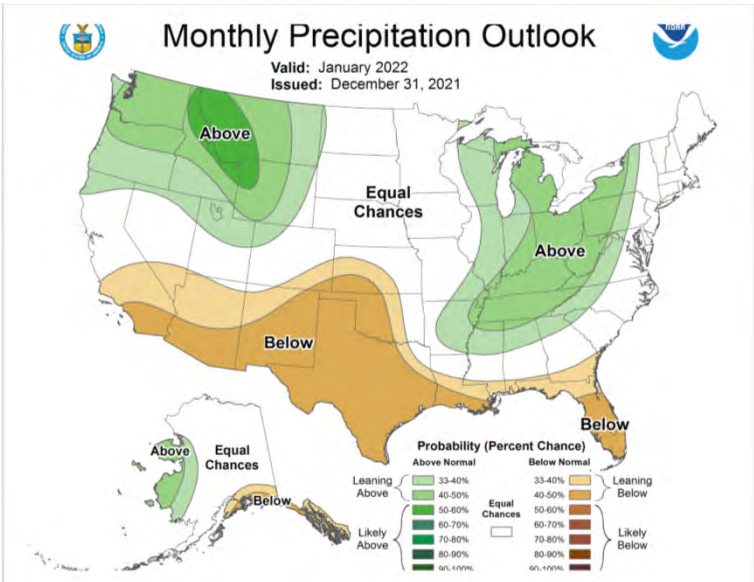 Monthly Precipitation Outlook
Valid: January 2022
Issued: December 31, 2021
NOAA
Above
Equal
Chances
Above
Below
Below
Above
Equal
Chances
Below
Probability (Percent Chance)
Above Normal
Below Normal
Leaning
Above
33-40%
40-50%
50-60%
60-70%
70-80%
80-90%
90-100%
Likely
Above
Equal
Chances
33-40%
40-50%
50-60%
60-70%
70-80%
80-90%
90-100%
Leaning
Below
Likely
Below